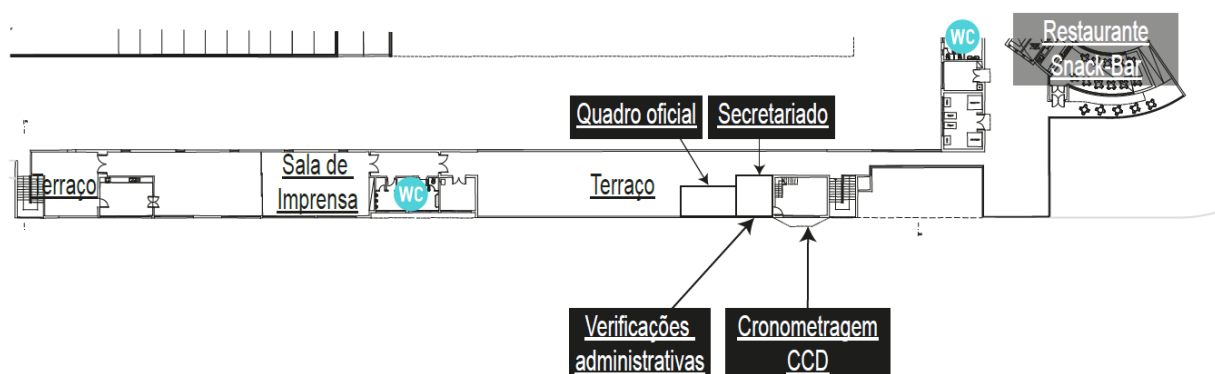 WC
Restaurante
Snack-Bar
Quadro oficial
Secretariado
Terraço
Sala de
Imprensa
WC
Terraço
Verificações
administrativas
Cronometragem
CCD